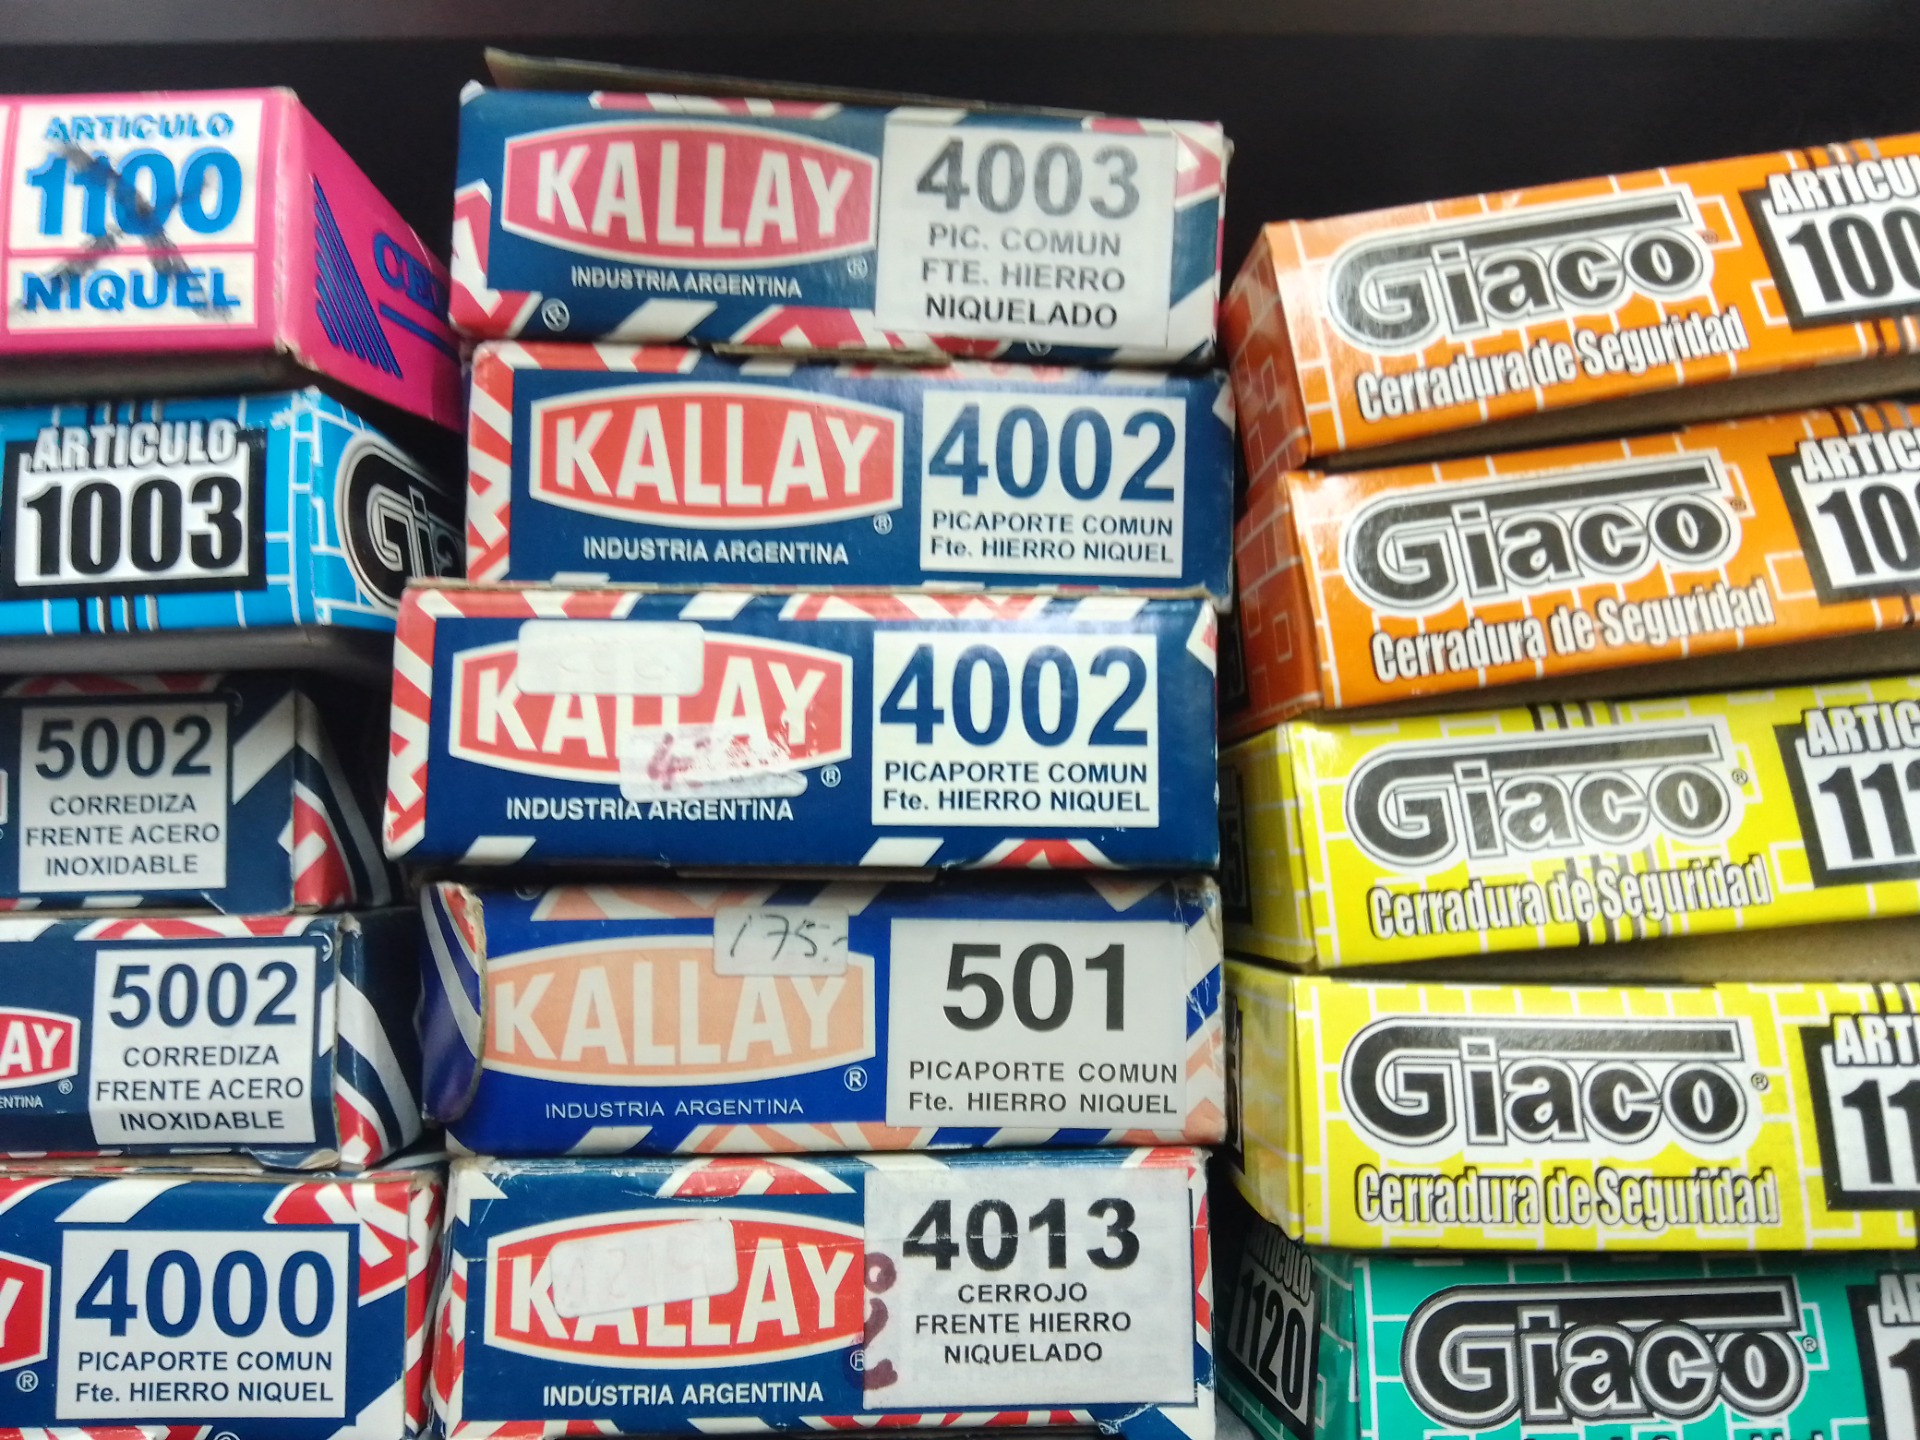 ARTICULO
1100
NIQUEL
ARTICULO
1003
5002
CORREDIZA
FRENTE ACERO
INOXIDABLE
5002
CORREDIZA
FRENTE ACERO
INOXIDABLE
4000
PICAPORTE COMUN
Fte. HIERRO NIQUEL
KALLAY
INDUSTRIA ARGENTINA
4003
PIC. COMUN
FTE. HIERRO
NIQUELADO
KALLAY
INDUSTRIA ARGENTINA
4002
PICAPORTE COMUN
Fte. HIERRO NIQUEL
KALLAY
INDUSTRIA ARGENTINA
4002
PICAPORTE COMUN
Fte. HIERRO NIQUEL
175.-
KALLAY
INDUSTRIA ARGENTINA
501
PICAPORTE COMUN
Fte. HIERRO NIQUEL
KALLAY
INDUSTRIA ARGENTINA
4013
CERROJO
FRENTE HIERRO
NIQUELADO
Giaco
Cerradura de Seguridad
Giaco
Cerradura de Seguridad
Giaco
Cerradura de Seguridad
Giaco
Cerradura de Seguridad
ARTICULO
1120
Giaco